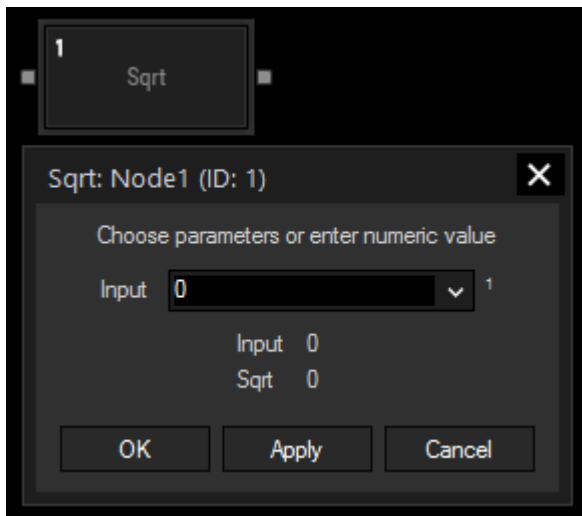 1
Sqrt
Sqrt: Node1 (ID: 1)
Choose parameters or enter numeric value
Input 0 1
Input 0
Sqrt 0
OK Apply Cancel